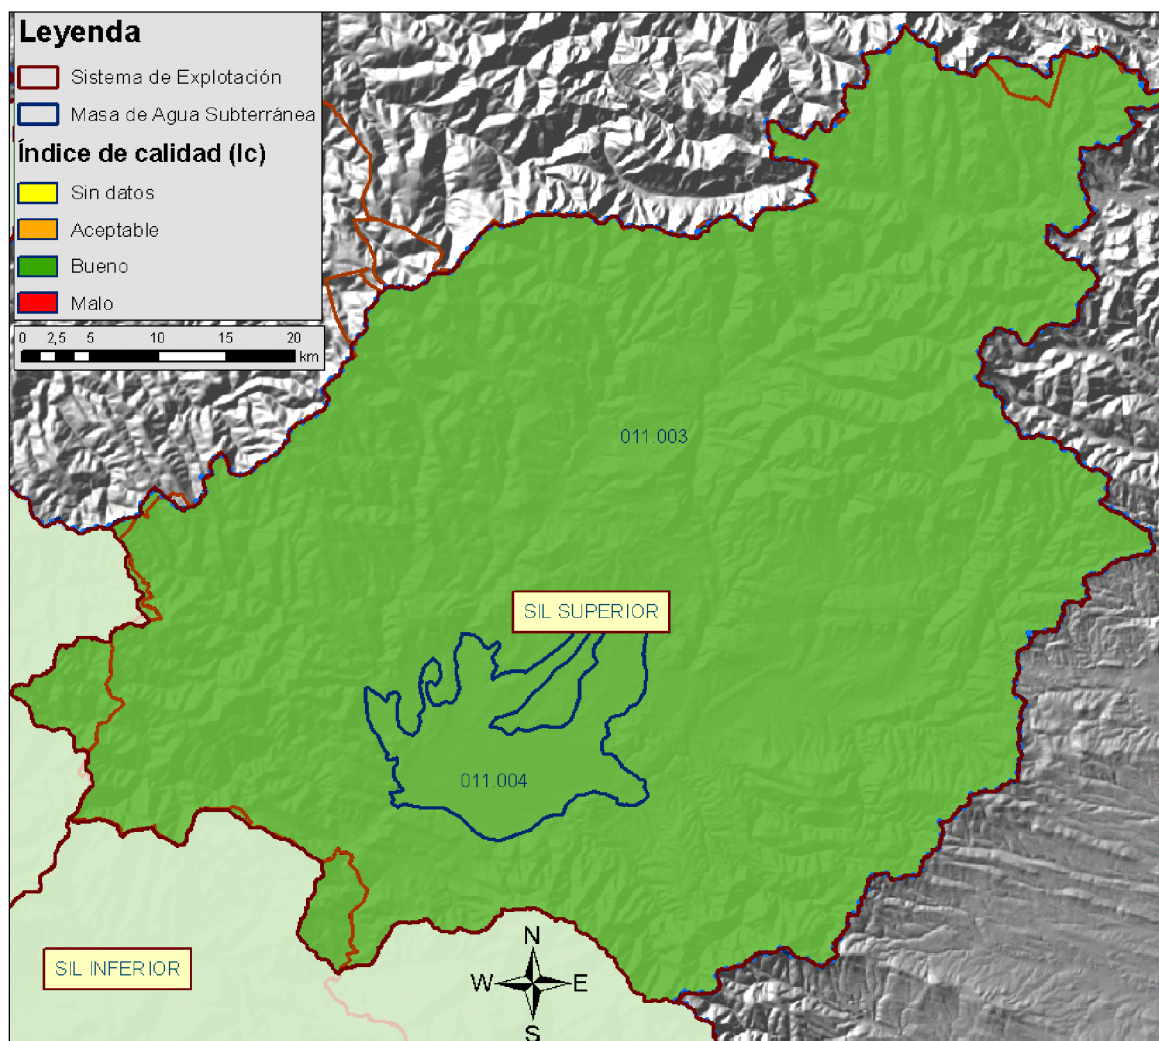 Leyenda
Sistema de Explotación
Masa de Agua Subterránea
Índice de calidad (Ic)
Sin datos
Aceptable
Bueno
Malo
0 2,5 5 10 15 20
km
011.003
SIL SUPERIOR
011.004
SIL INFERIOR
N
W E
S